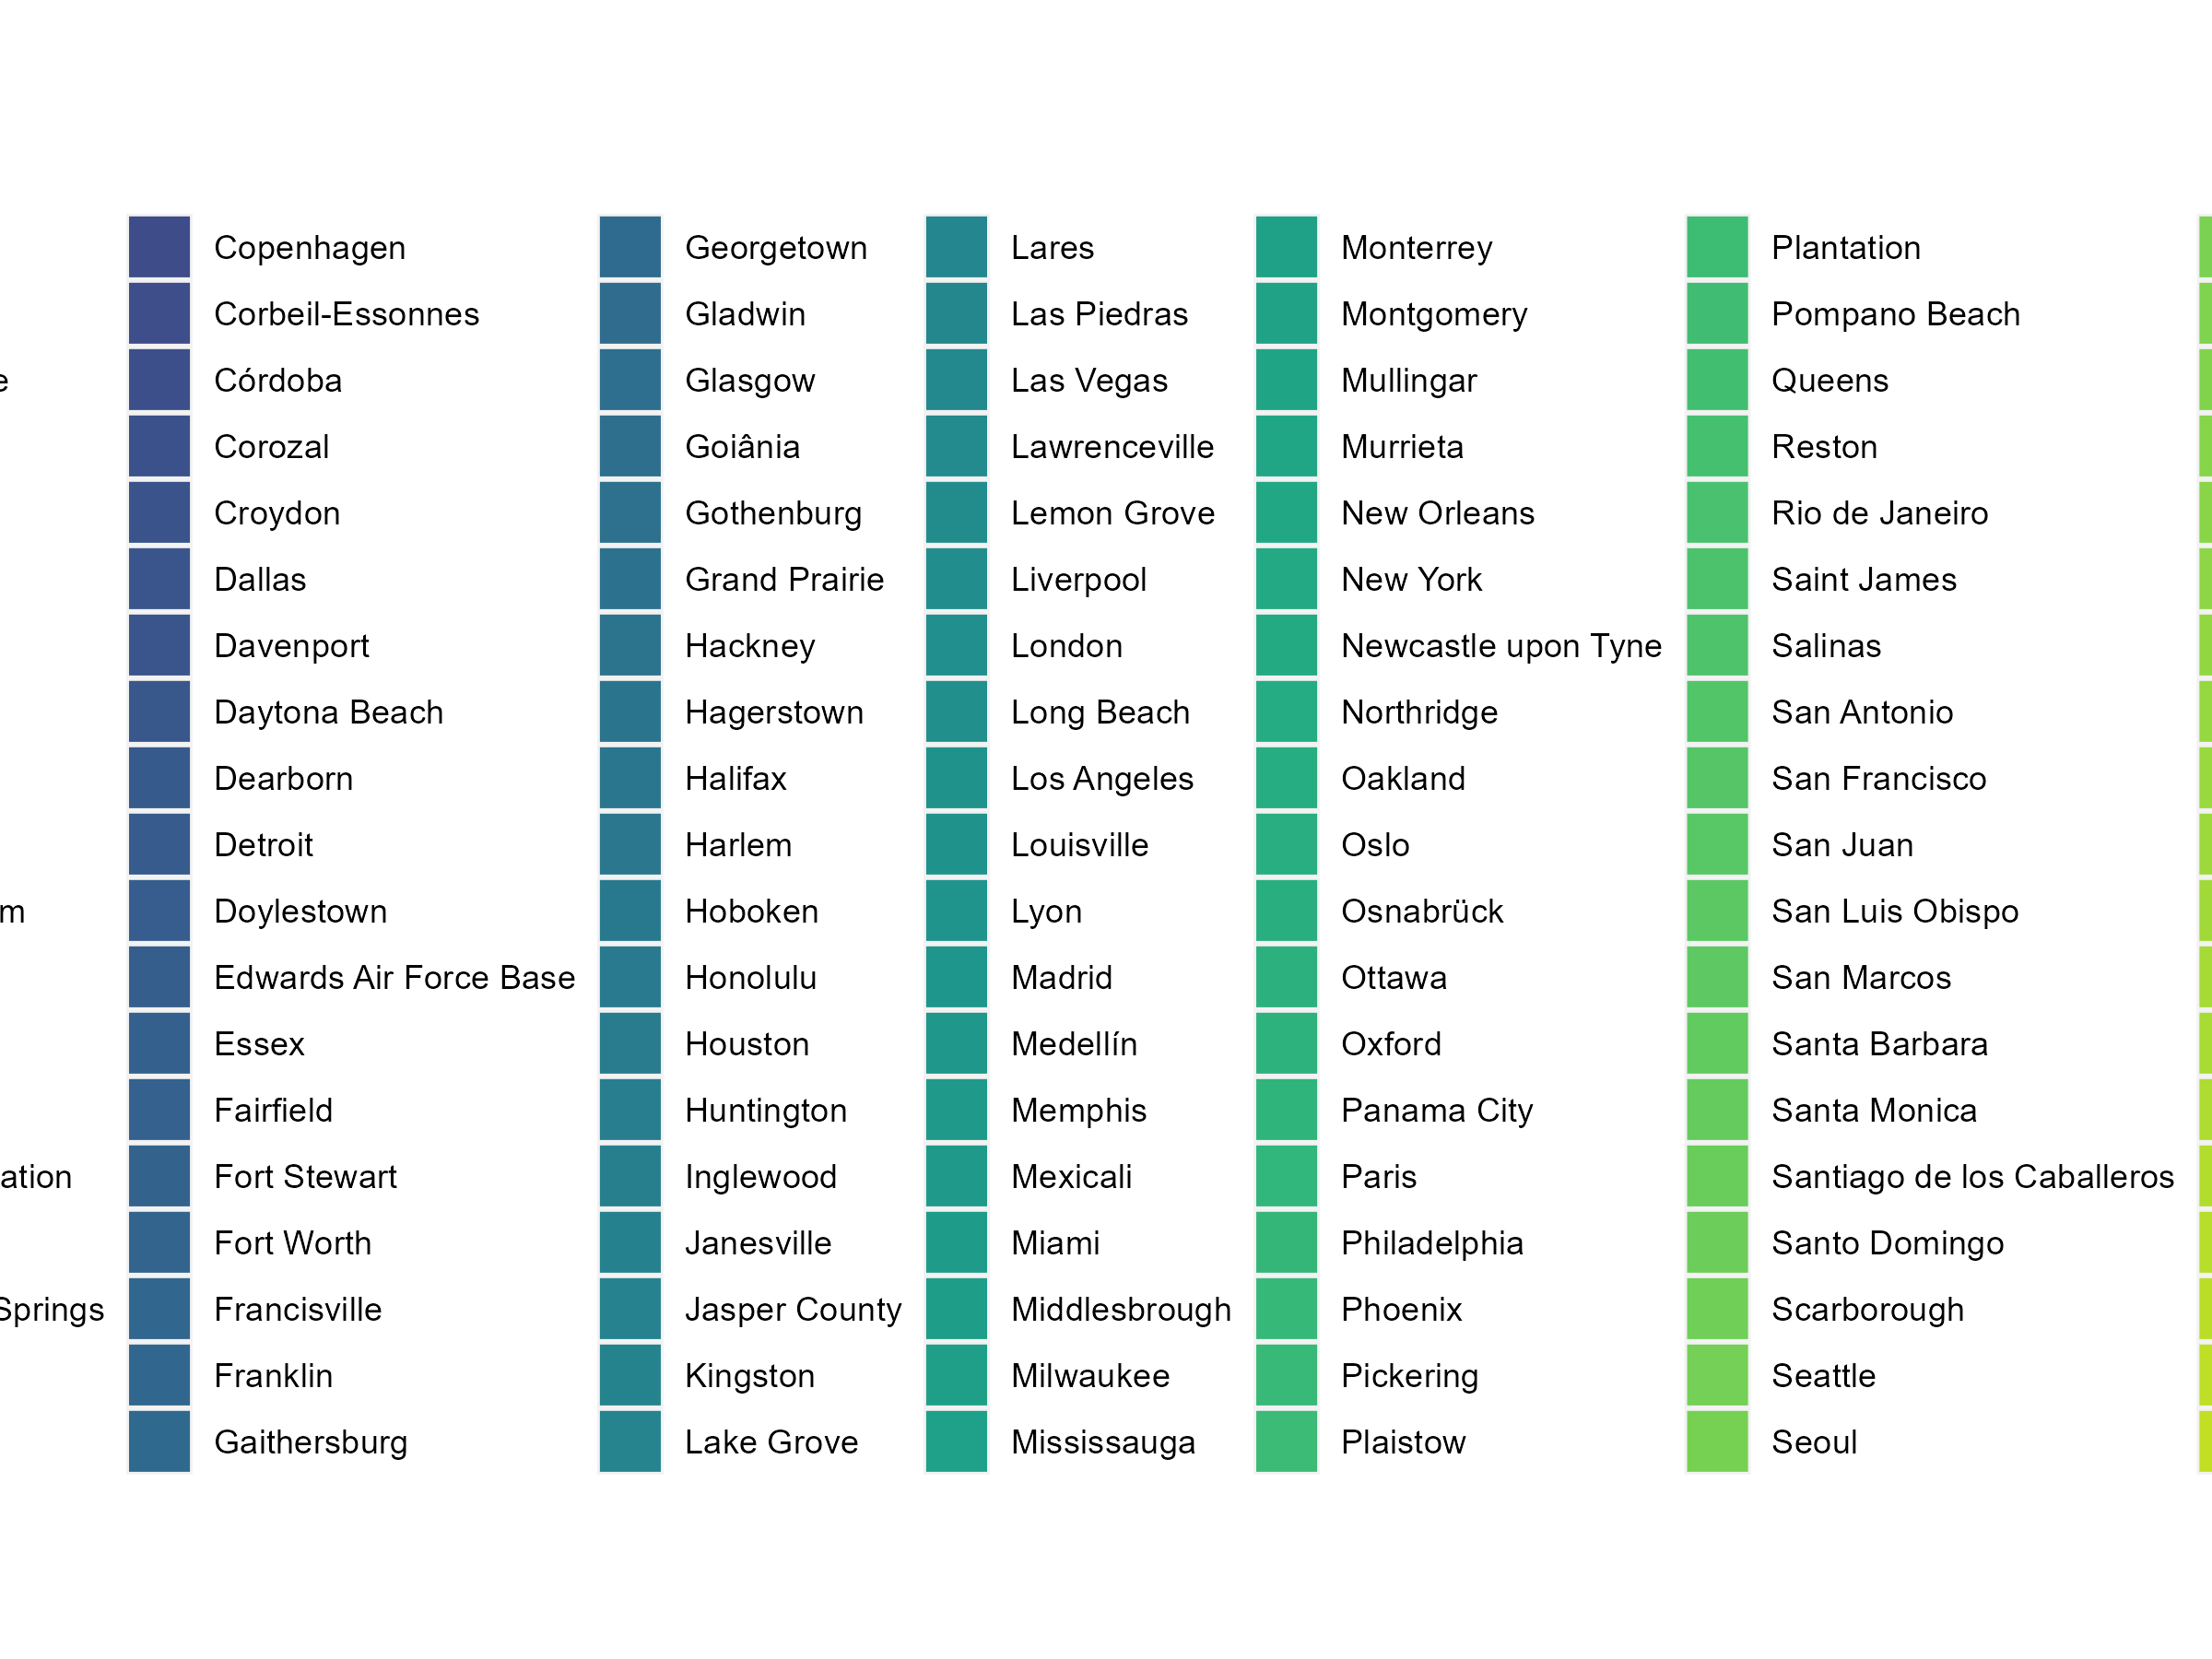 e
m
ation
Springs
Copenhagen
Corbeil-Essonnes
Córdoba
Corozal
Croydon
Dallas
Davenport
Daytona Beach
Dearborn
Detroit
Doylestown
Edwards Air Force Base
Essex
Fairfield
Fort Stewart
Fort Worth
Francisville
Franklin
Gaithersburg
Georgetown
Gladwin
Glasgow
Goiânia
Gothenburg
Grand Prairie
Hackney
Hagerstown
Halifax
Harlem
Hoboken
Honolulu
Houston
Huntington
Inglewood
Janesville
Jasper County
Kingston
Lake Grove
Lares
Las Piedras
Las Vegas
Lawrenceville
Lemon Grove
Liverpool
London
Long Beach
Los Angeles
Louisville
Lyon
Madrid
Medellín
Memphis
Mexicali
Miami
Middlesbrough
Milwaukee
Mississauga
Monterrey
Montgomery
Mullingar
Murrieta
New Orleans
New York
Newcastle upon Tyne
Northridge
Oakland
Oslo
Osnabrück
Ottawa
Oxford
Panama City
Paris
Philadelphia
Phoenix
Pickering
Plaistow
Plantation
Pompano Beach
Queens
Reston
Rio de Janeiro
Saint James
Salinas
San Antonio
San Francisco
San Juan
San Luis Obispo
San Marcos
Santa Barbara
Santa Monica
Santiago de los Caballeros
Santo Domingo
Scarborough
Seattle
Seoul